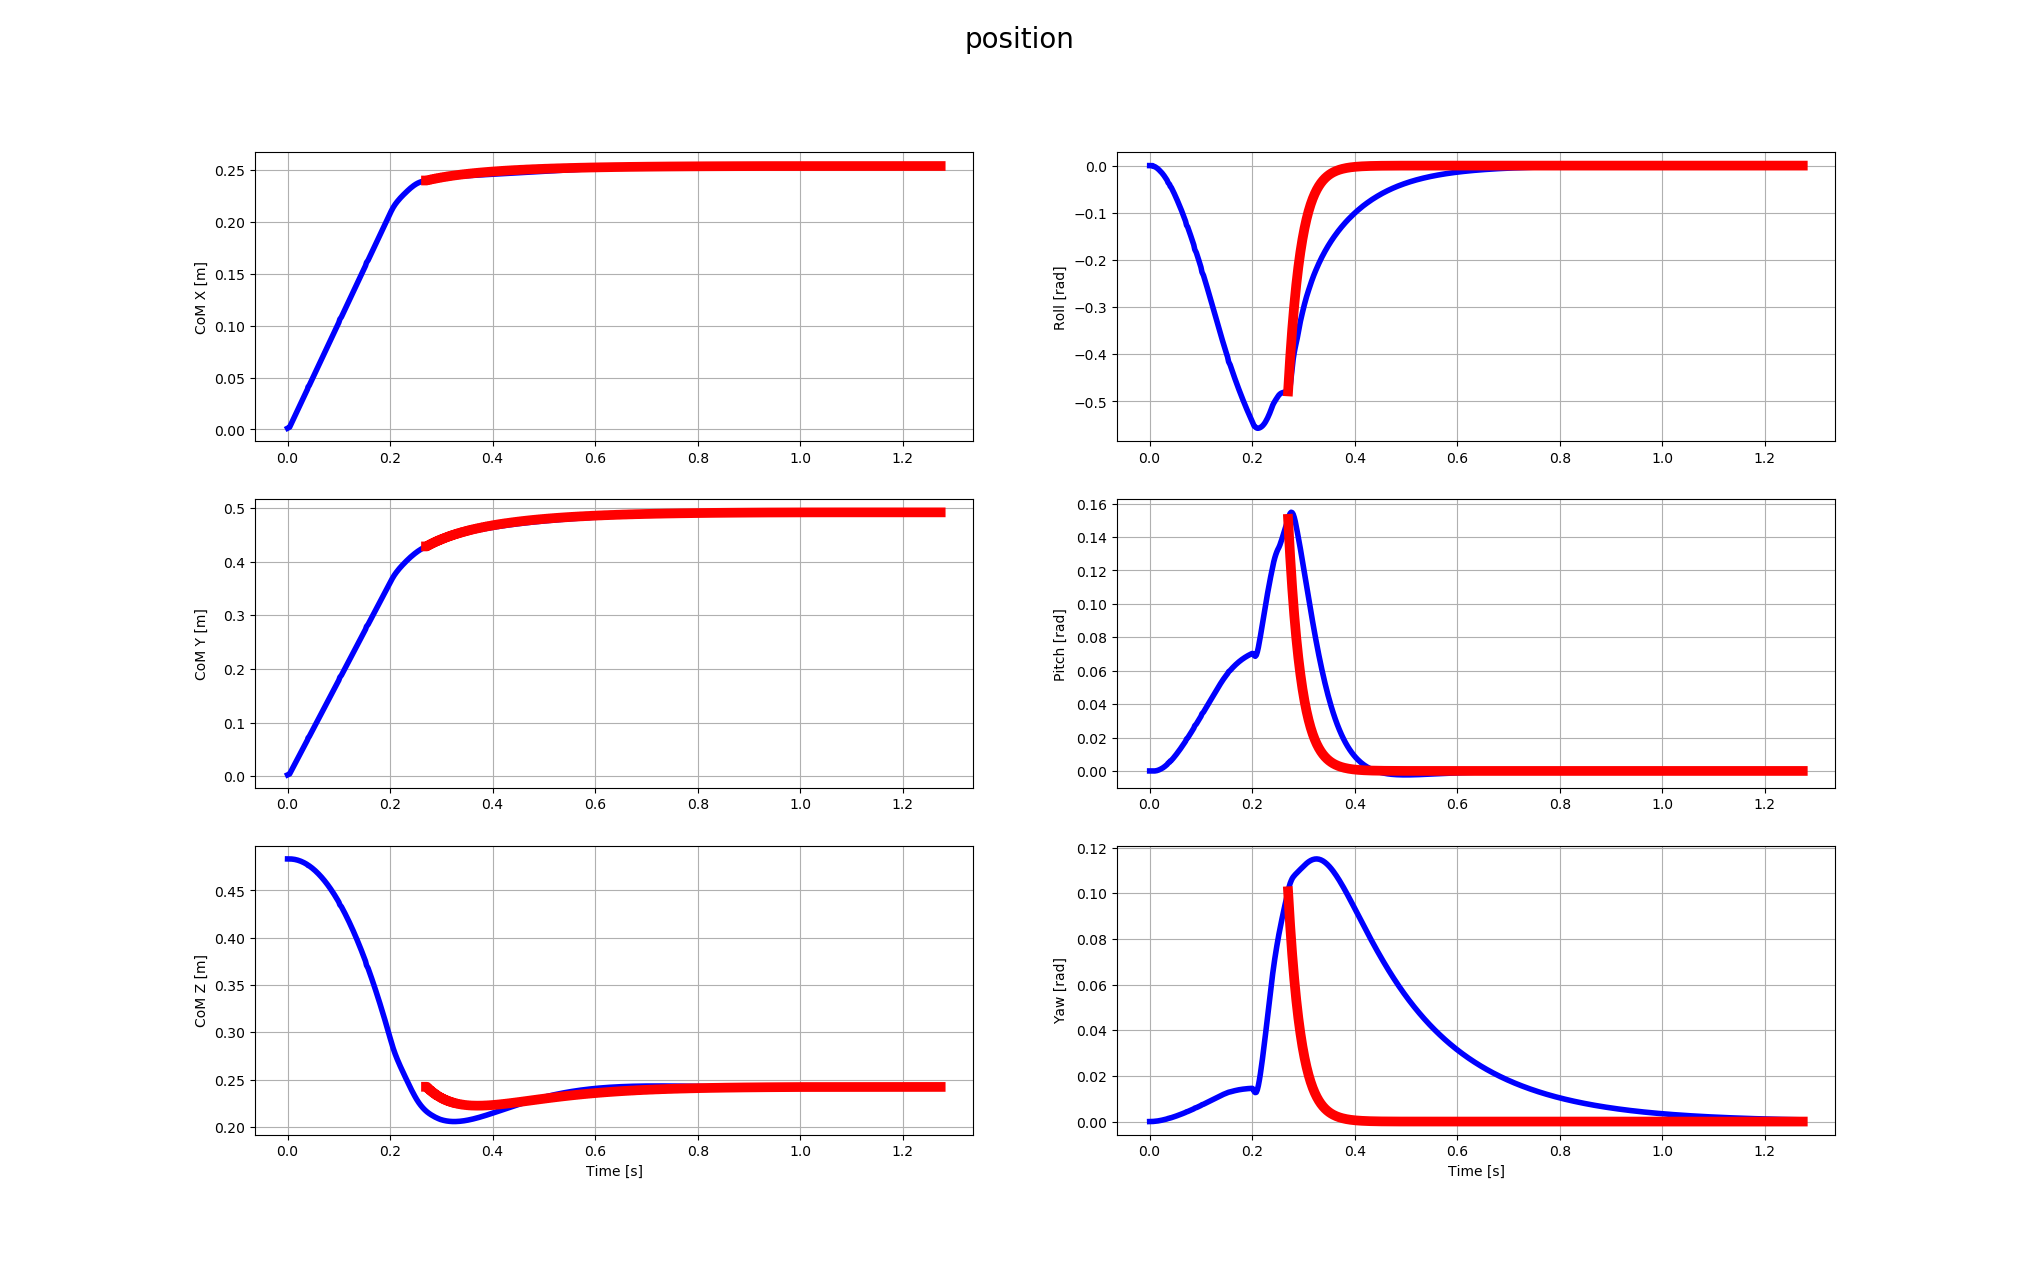 position
CoM X [m]
0.25
0.20
0.15
0.10
0.05
0.00
0.0 0.2 0.4 0.6 0.8 1.0 1.2
Roll [rad]
0.0
−0.1
−0.2
−0.3
−0.4
−0.5
0.0 0.2 0.4 0.6 0.8 1.0 1.2
CoM Y [m]
0.5
0.4
0.3
0.2
0.1
0.0
0.0 0.2 0.4 0.6 0.8 1.0 1.2
Pitch [rad]
0.16
0.14
0.12
0.10
0.08
0.06
0.04
0.02
0.00
0.0 0.2 0.4 0.6 0.8 1.0 1.2
CoM Z [m]
0.45
0.40
0.35
0.30
0.25
0.20
0.0 0.2 0.4 0.6 0.8 1.0 1.2
Time [s]
Yaw [rad]
0.12
0.10
0.08
0.06
0.04
0.02
0.00
0.0 0.2 0.4 0.6 0.8 1.0 1.2
Time [s]